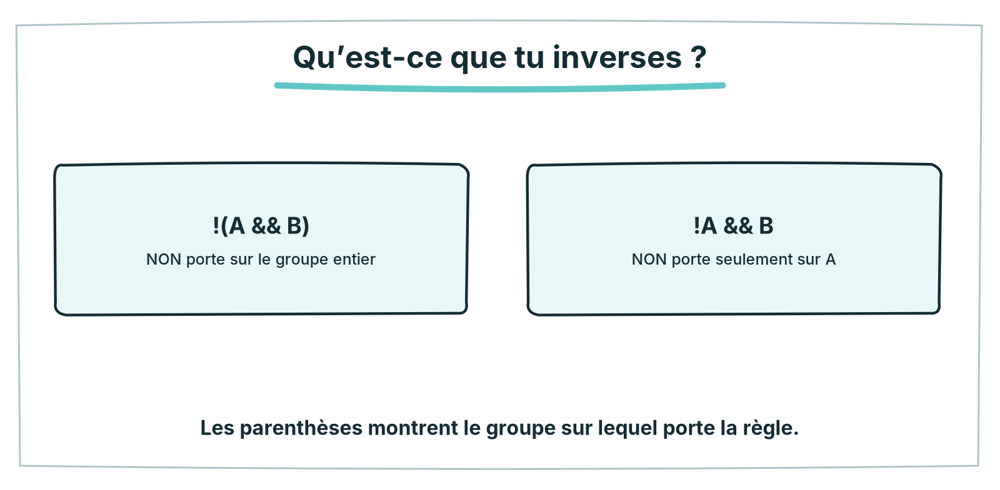 Qu’est-ce que tu inverses ?
!(A && B)
NON porte sur le groupe entier
!A && B
NON porte seulement sur A
Les parenthèses montrent le groupe sur lequel porte la règle.